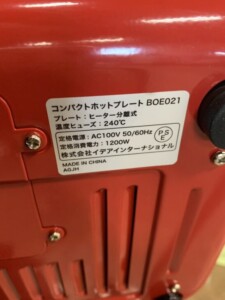 コンパクトホットプレート BOE021
プレート：ヒーター分離式
温度ヒューズ：240℃
定格電源：AC100V 50/60Hz
定格消費電力：1200W
PSE
株式会社イデアインターナショナル
MADE IN CHINA
AGJH